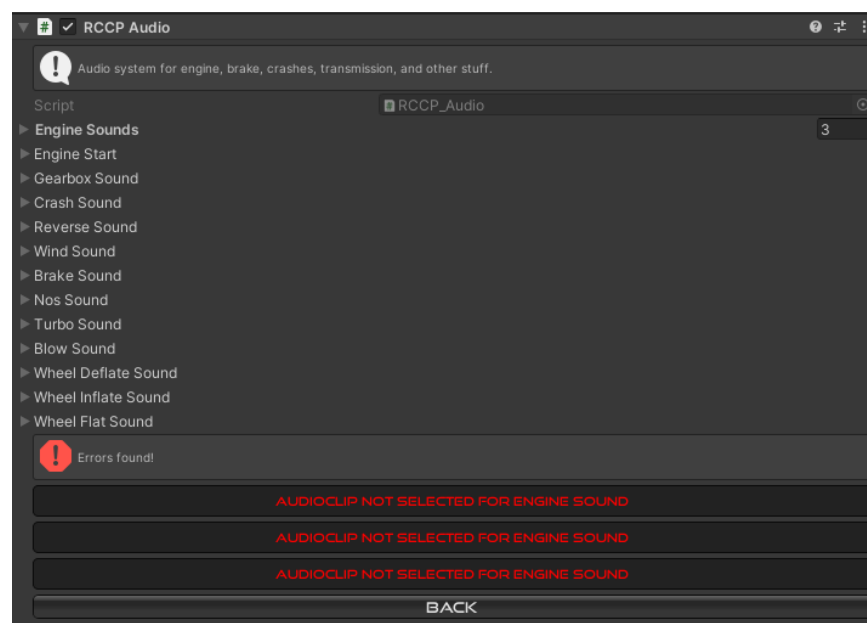 RCCP Audio
Audio system for engine, brake, crashes, transmission, and other stuff.
Script RCCP_Audio
Engine Sounds 3
Engine Start
Gearbox Sound
Crash Sound
Reverse Sound
Wind Sound
Brake Sound
Nos Sound
Turbo Sound
Blow Sound
Wheel Deflate Sound
Wheel Inflate Sound
Wheel Flat Sound
Errors found!
AUDIOCLIP NOT SELECTED FOR ENGINE SOUND
AUDIOCLIP NOT SELECTED FOR ENGINE SOUND
AUDIOCLIP NOT SELECTED FOR ENGINE SOUND
BACK